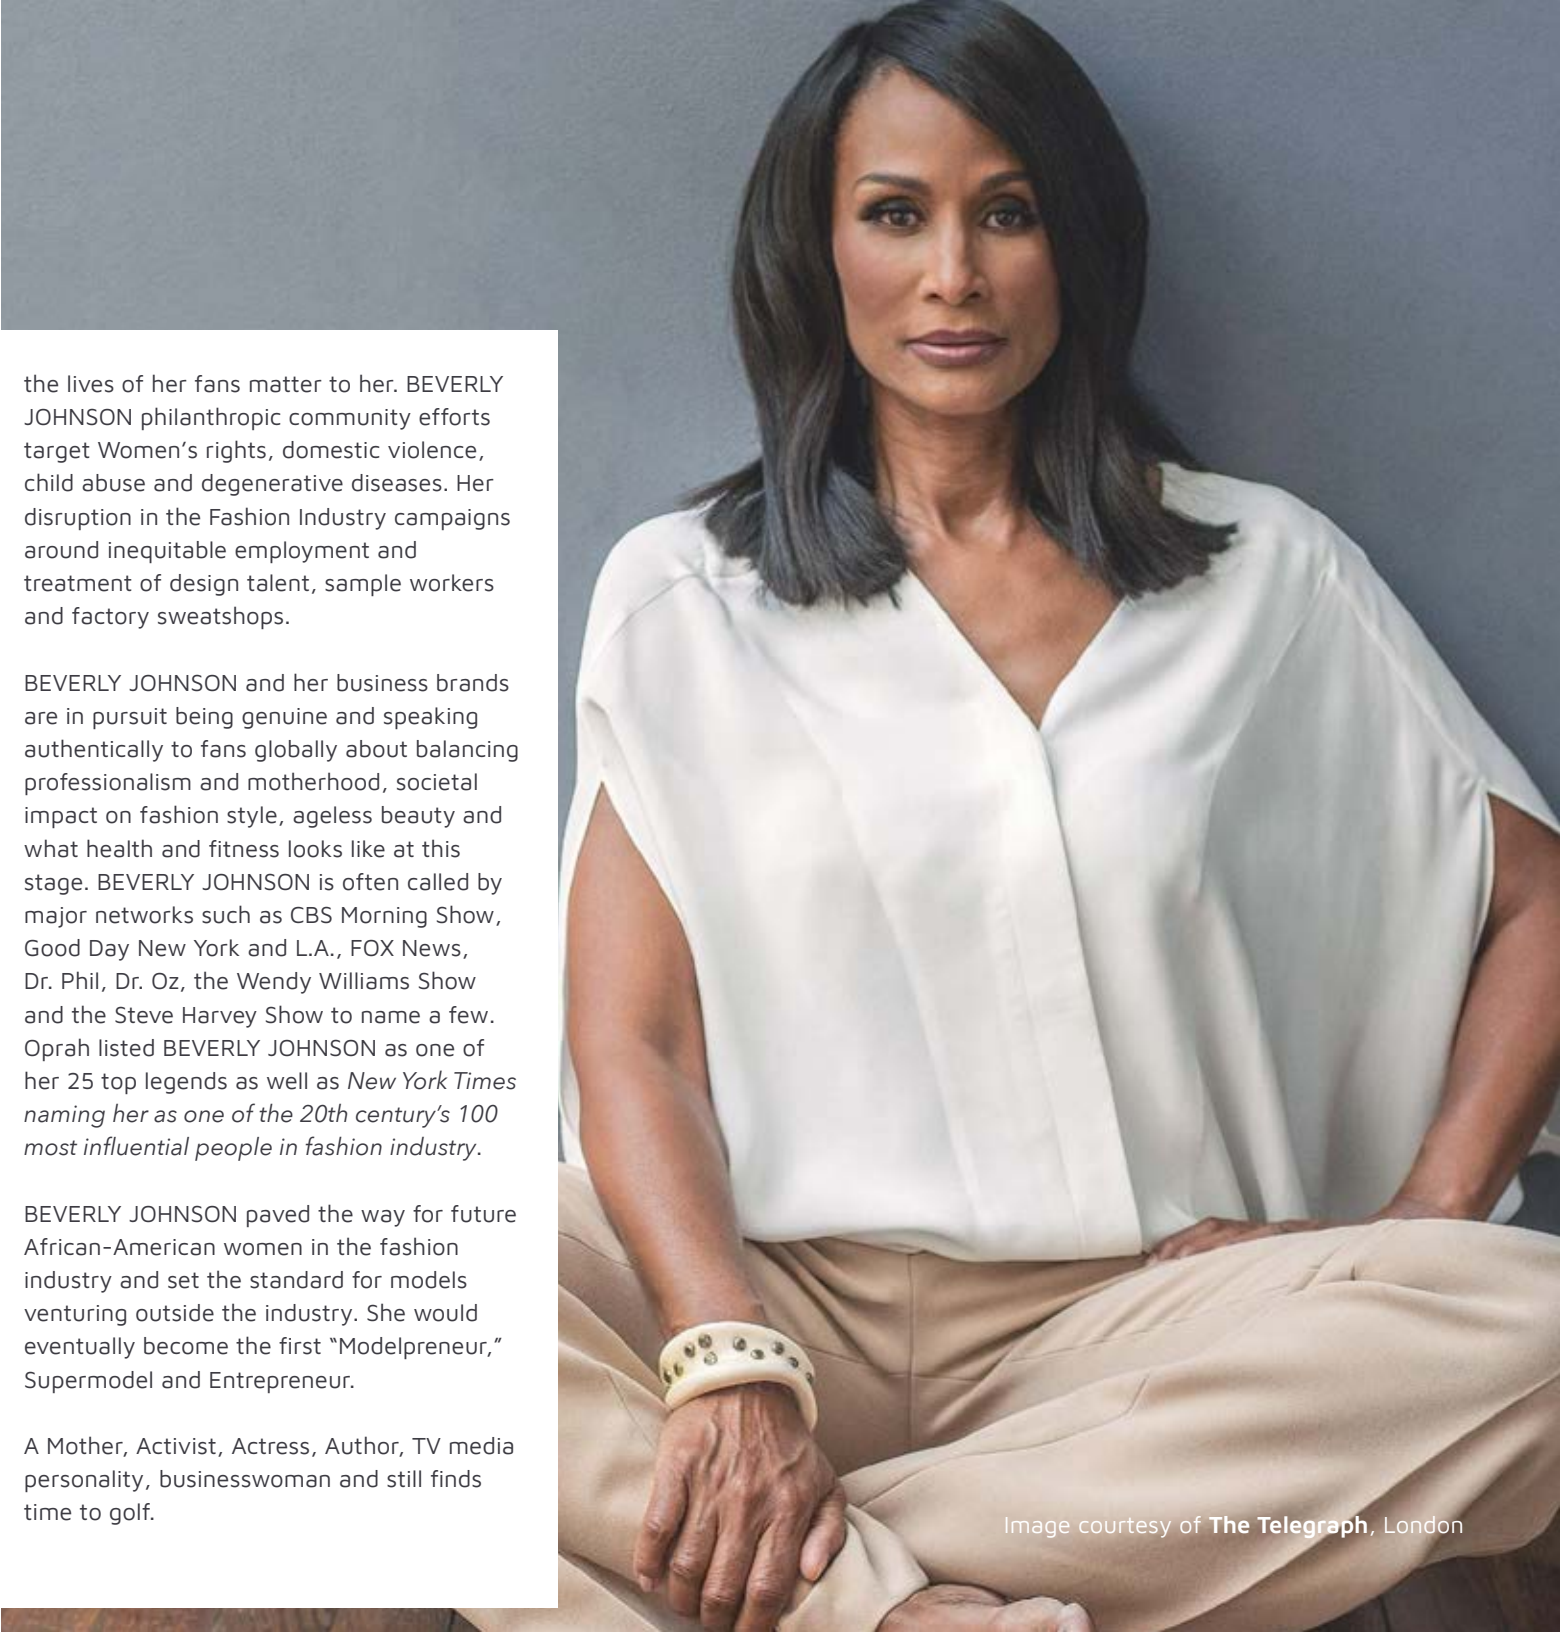 the lives of her fans matter to her. BEVERLY
JOHNSON philanthropic community efforts
target Women’s rights, domestic violence,
child abuse and degenerative diseases. Her
disruption in the Fashion Industry campaigns
around inequitable employment and
treatment of design talent, sample workers
and factory sweatshops.
BEVERLY JOHNSON and her business brands
are in pursuit being genuine and speaking
authentically to fans globally about balancing
professionalism and motherhood, societal
impact on fashion style, ageless beauty and
what health and fitness looks like at this
stage. BEVERLY JOHNSON is often called by
major networks such as CBS Morning Show,
Good Day New York and L.A., FOX News,
Dr. Phil, Dr. Oz, the Wendy Williams Show
and the Steve Harvey Show to name a few.
Oprah listed BEVERLY JOHNSON as one of
her 25 top legends as well as New York Times
naming her as one of the 20th century’s 100
most influential people in fashion industry.
BEVERLY JOHNSON paved the way for future
African-American women in the fashion
industry and set the standard for models
venturing outside the industry. She would
eventually become the first “Modelpreneur,”
Supermodel and Entrepreneur.
A Mother, Activist, Actress, Author, TV media
personality, businesswoman and still finds
time to golf.
Image courtesy of The Telegraph, London